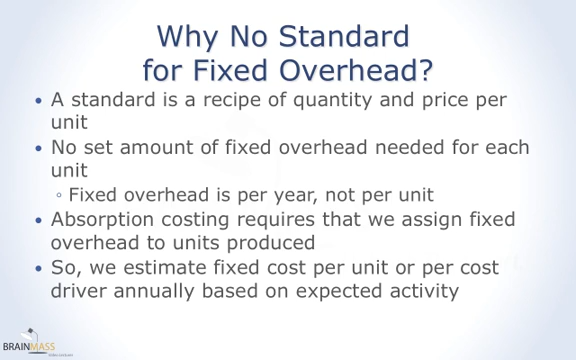 Why No Standard
for Fixed Overhead?
• A standard is a recipe of quantity and price per
unit
• No set amount of fixed overhead needed for each
unit
◦ Fixed overhead is per year, not per unit
• Absorption costing requires that we assign fixed
overhead to units produced
• So, we estimate fixed cost per unit or per cost
driver annually based on expected activity
BRAINMASS